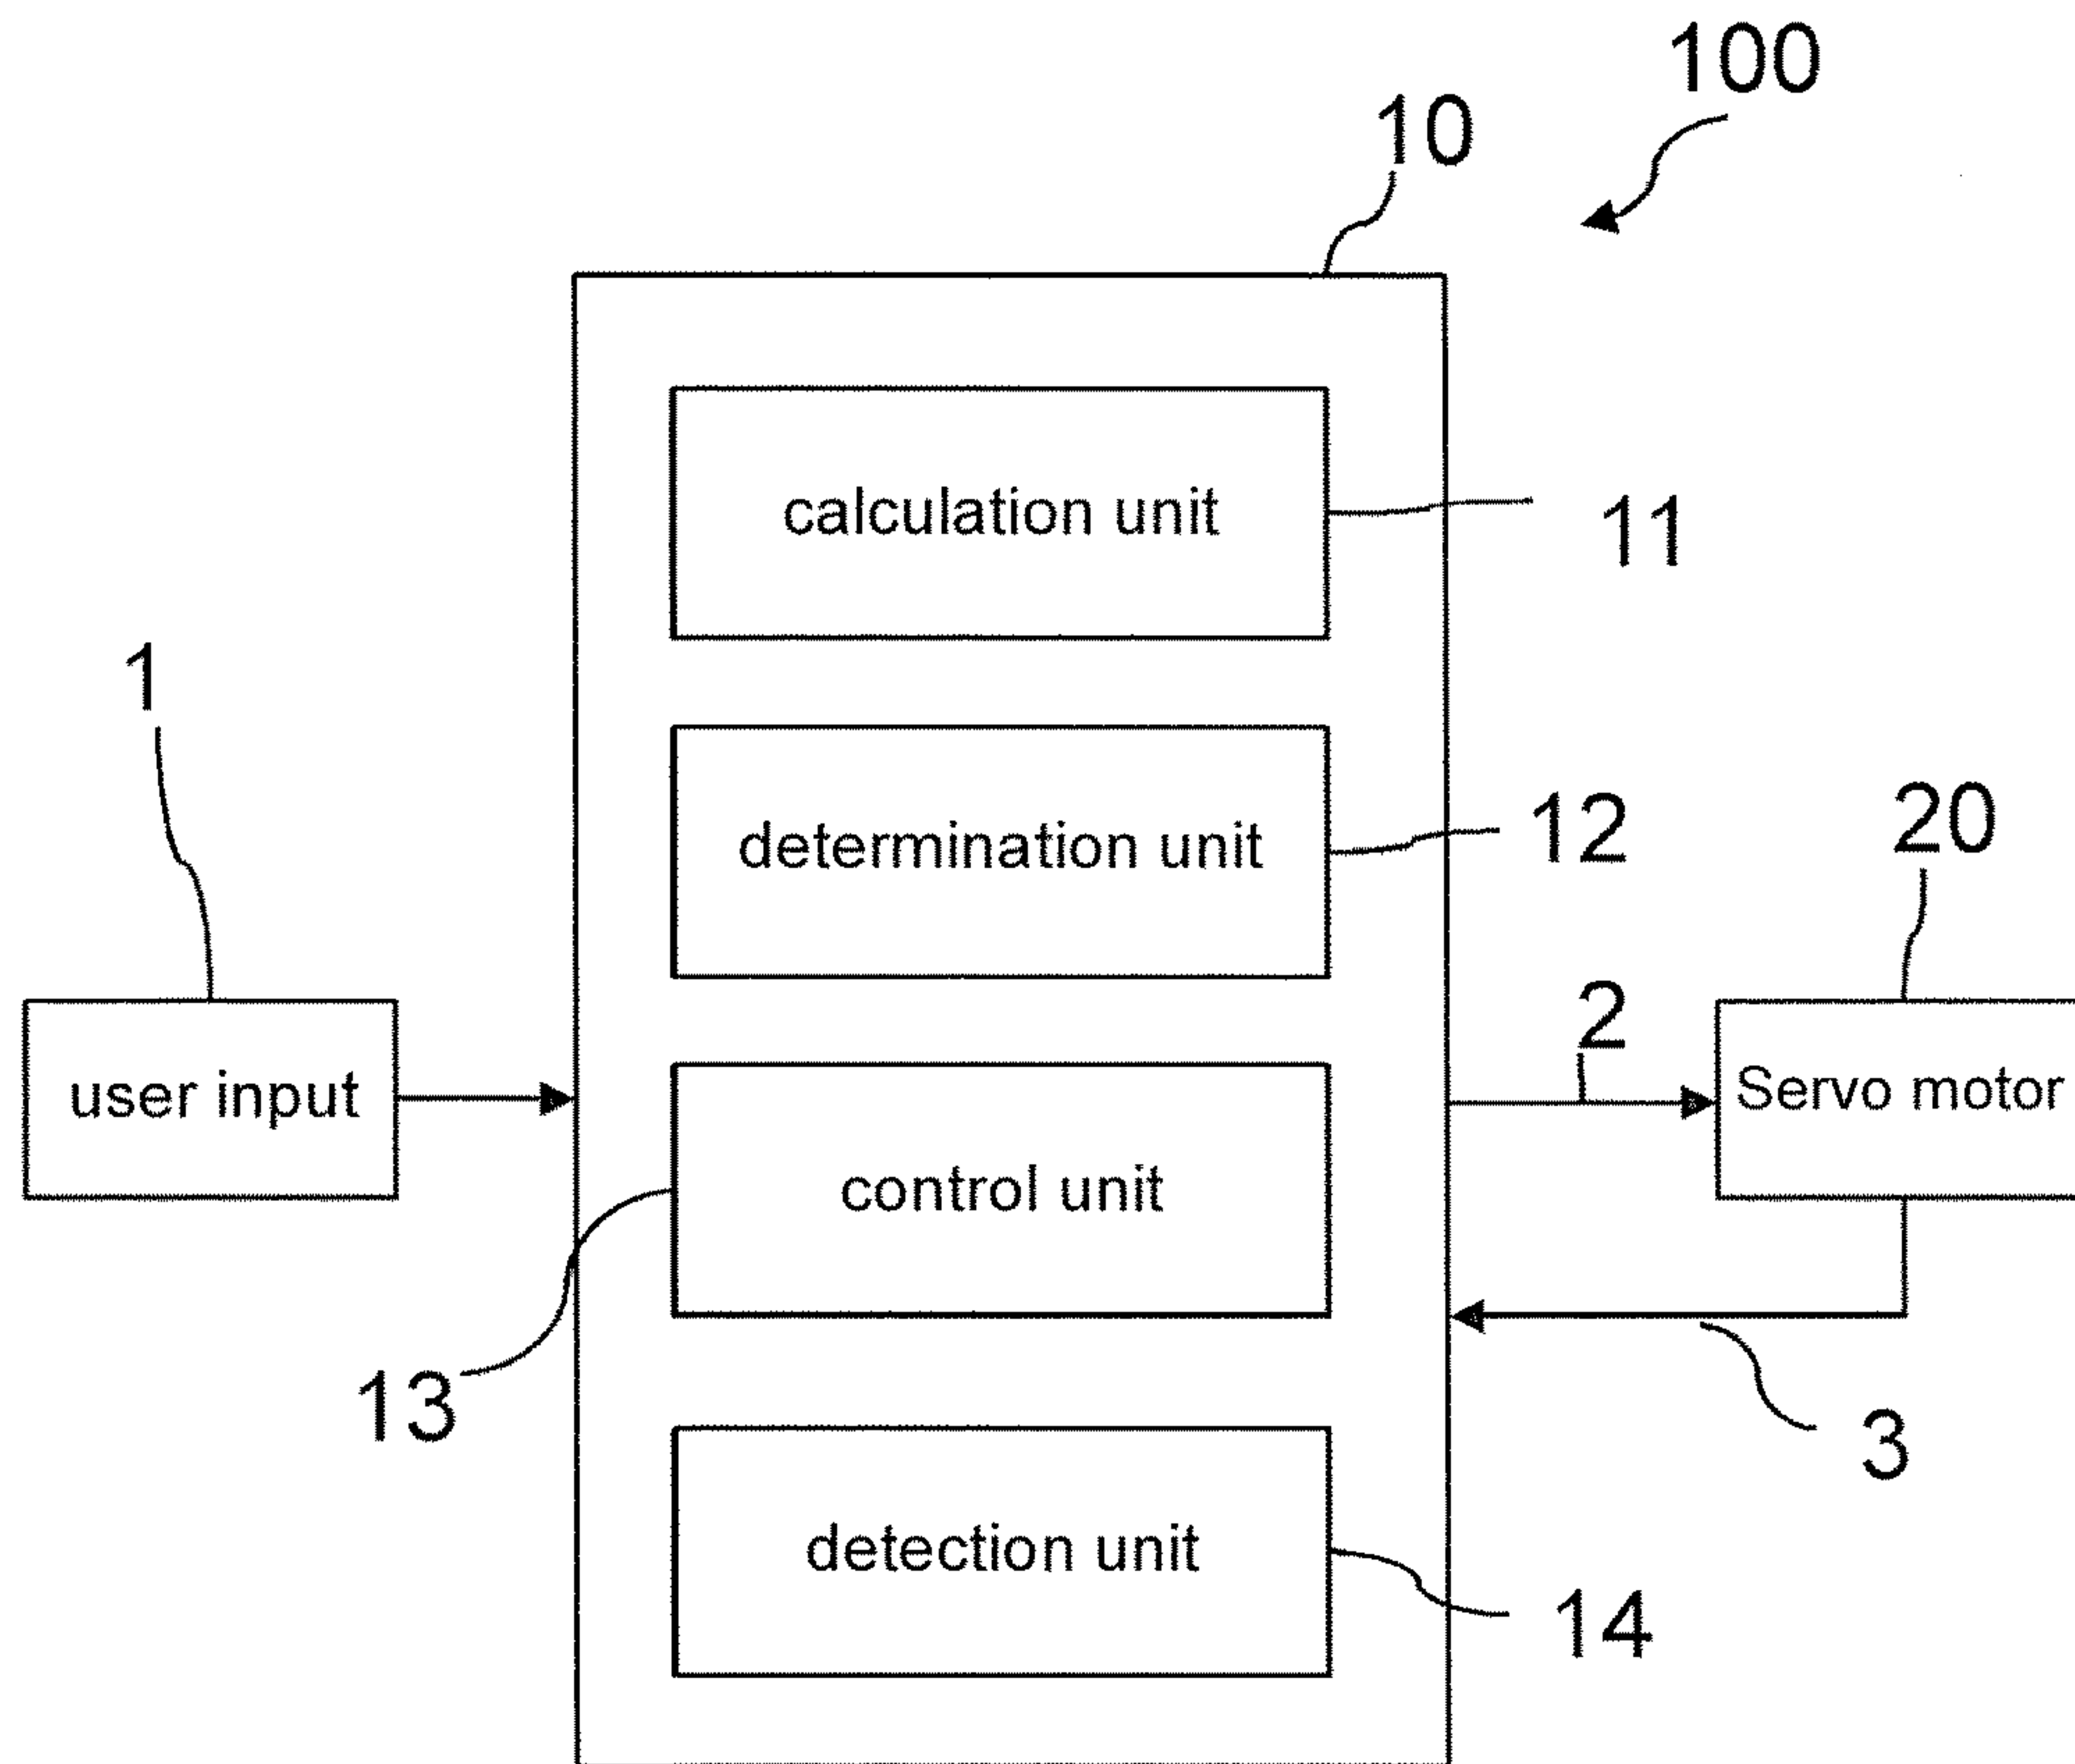 100
10
calculation unit
11
1
determination unit
12
20
2
user input
Servo motor
control unit
13
3
detection unit
14